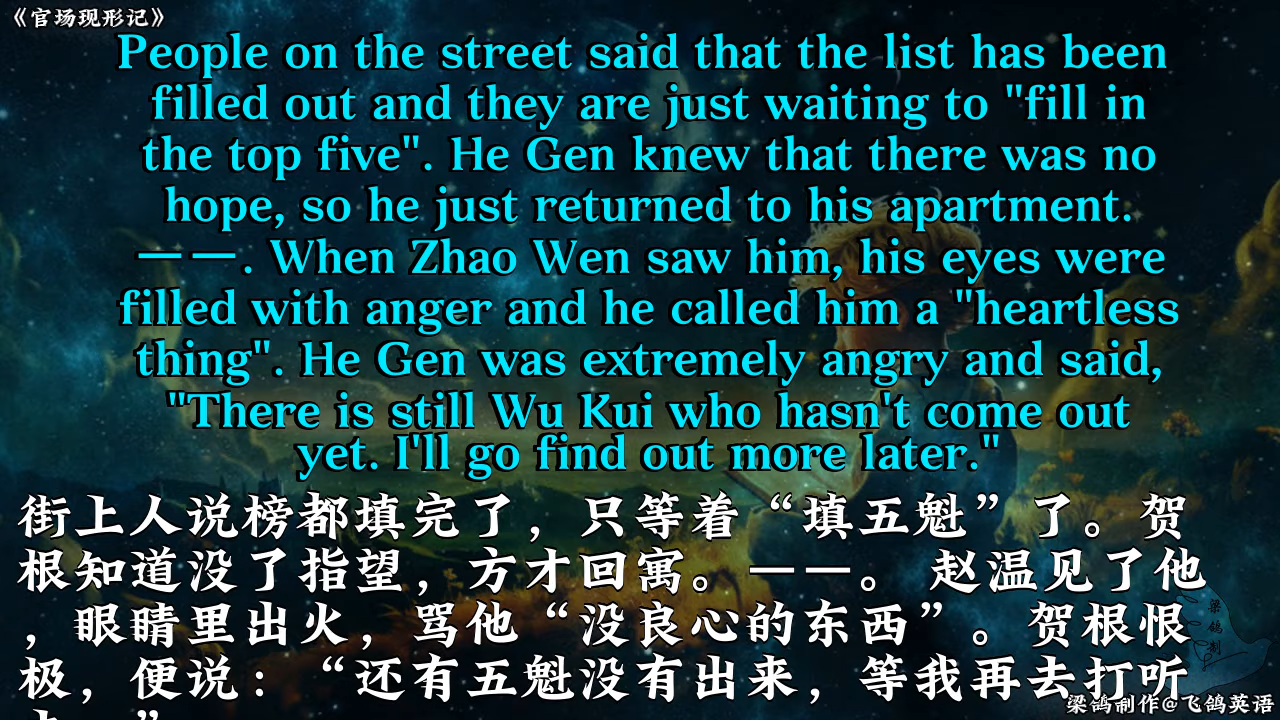 《官场现形记》
People on the street said that the list has been
filled out and they are just waiting to "fill in
the top five". He Gen knew that there was no
hope, so he just returned to his apartment.
——. When Zhao Wen saw him, his eyes were
filled with anger and he called him a "heartless
thing". He Gen was extremely angry and said,
"There is still Wu Kui who hasn't come out
yet. I'll go find out more later."
街上人说榜都填完了，只等着“填五魁”了。贺
根知道没了指望，方才回寓。——。 赵温见了他
，眼睛里出火，骂他“没良心的东西”。贺根恨
极，便说：“还有五魁没有出来，等我再去打听
梁鸽制
梁鸽制作@飞鸽英语